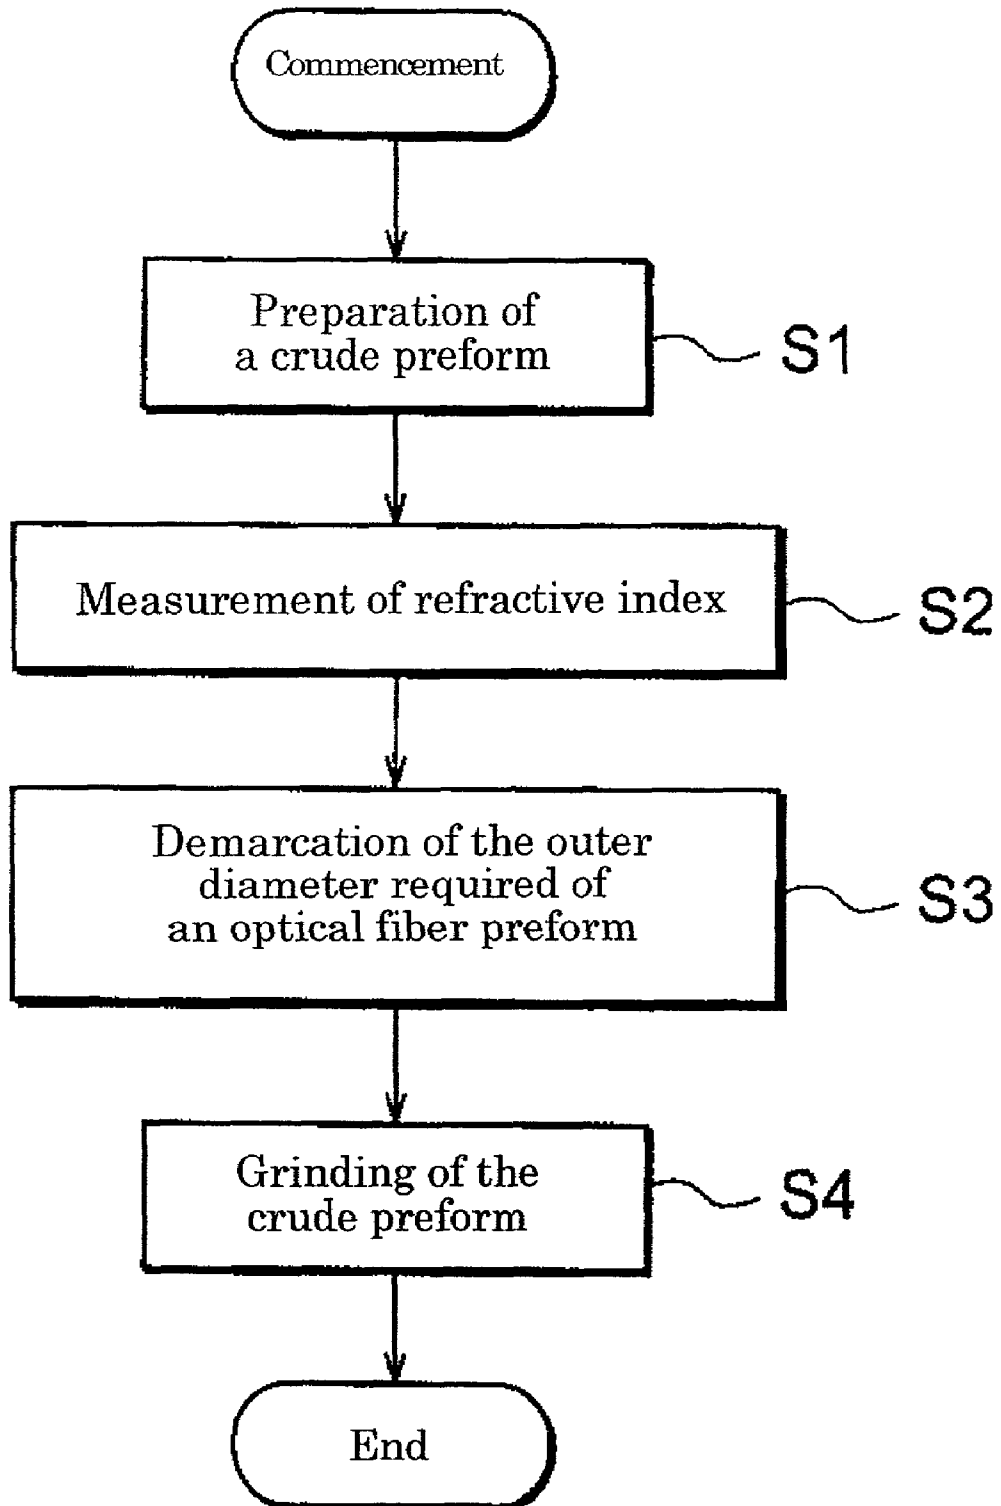 Commencement
Preparation of
a crude preform
S1
Measurement of refractive index
S2
Demarcation of the outer
diameter required of
an optical fiber preform
S3
Grinding of the
crude preform
S4
End